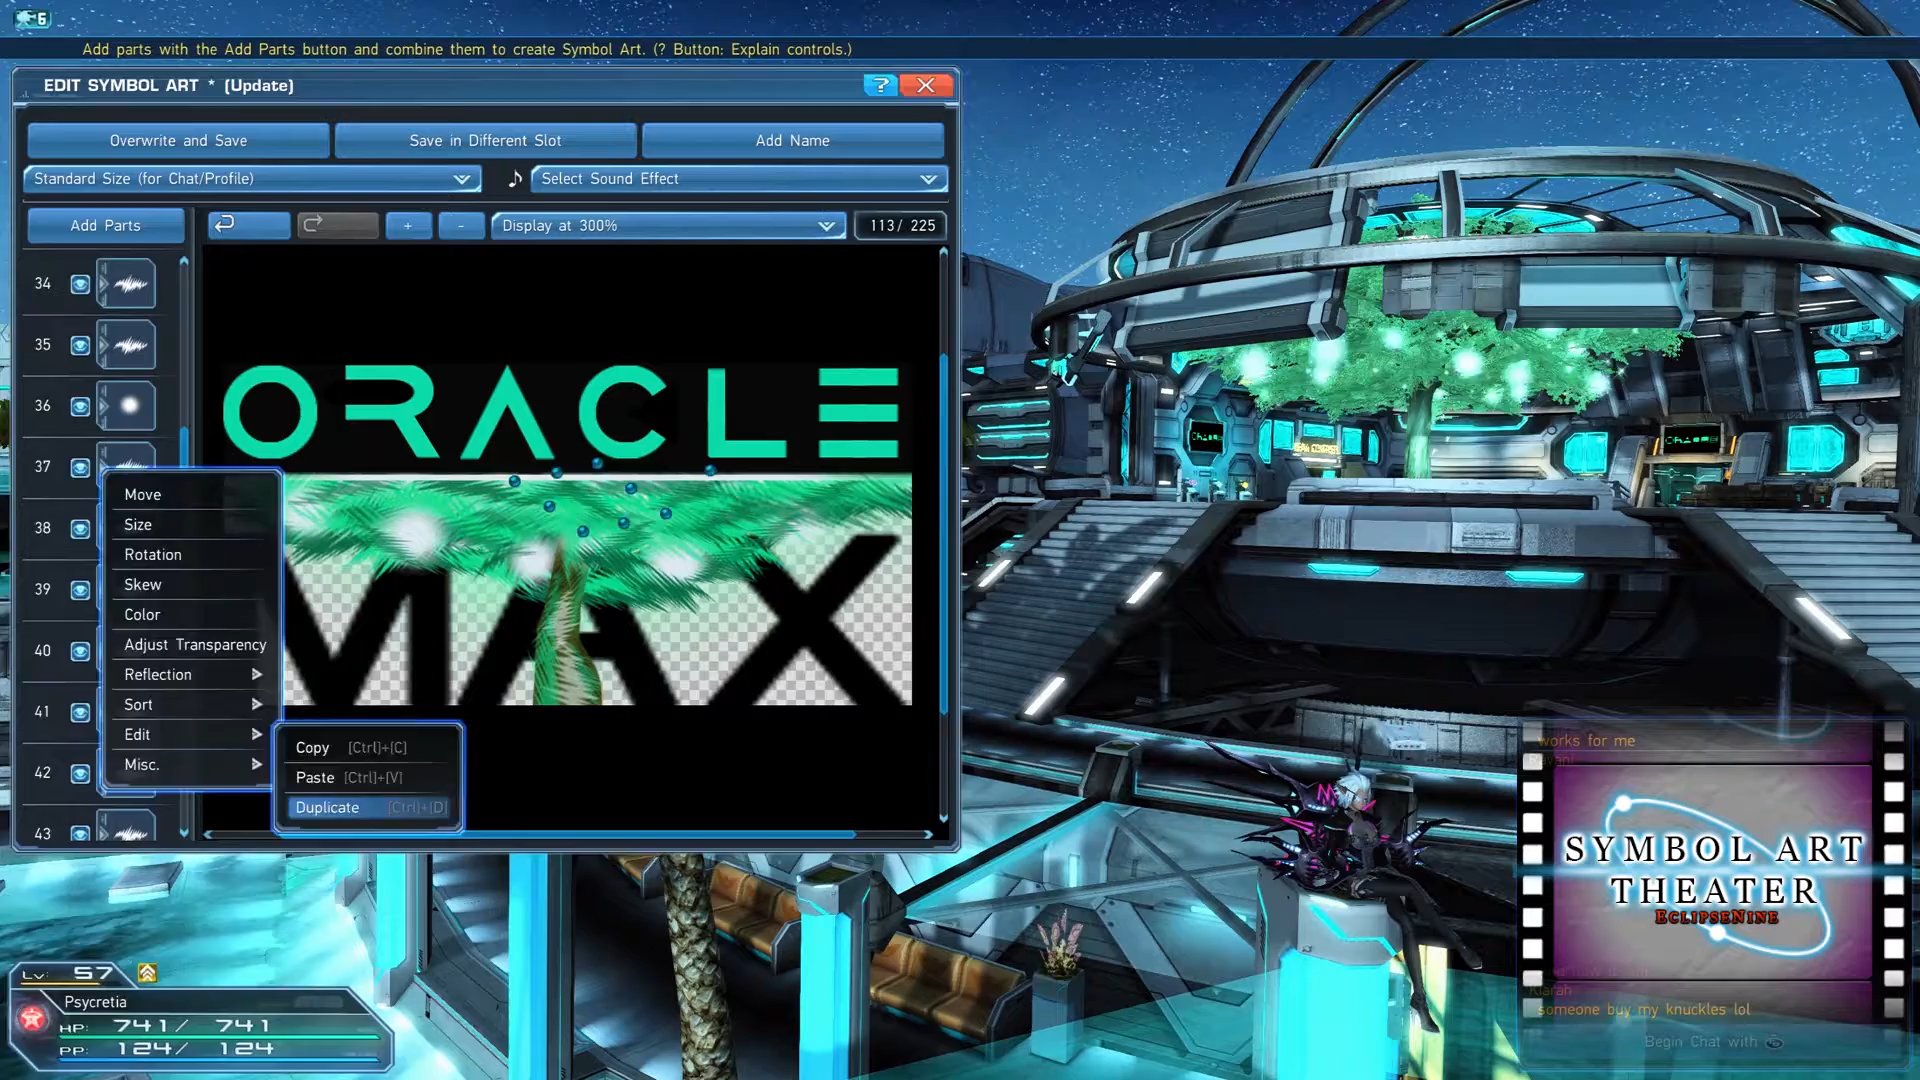 6
Add parts with the Add Parts button and combine them to create Symbol Art. (? Button: Explain controls.)
EDIT SYMBOL ART * (Update)
?
Overwrite and Save
Save in Different Slot
Add Name
Standard Size (for Chat/Profile)
Select Sound Effect
Add Parts
+
-
Display at 300%
113/ 225
34
35
36
37
38
39
40
41
42
43
ORACLE
MAX
Move
Size
Rotation
Skew
Color
Adjust Transparency
Reflection
Sort
Edit
Misc.
Copy [Ctrl]+[C]
Paste [Ctrl]+[V]
Duplicate [Ctrl]+[D]
ORACLE
ORACLE
works for me
SYMBOL ART
THEATER
ECLIPSENINE
Kiarah
someone buy my knuckles lol
Begin Chat with
Lv: 57
Psycretia
HP: 741/ 741
PP: 124/ 124